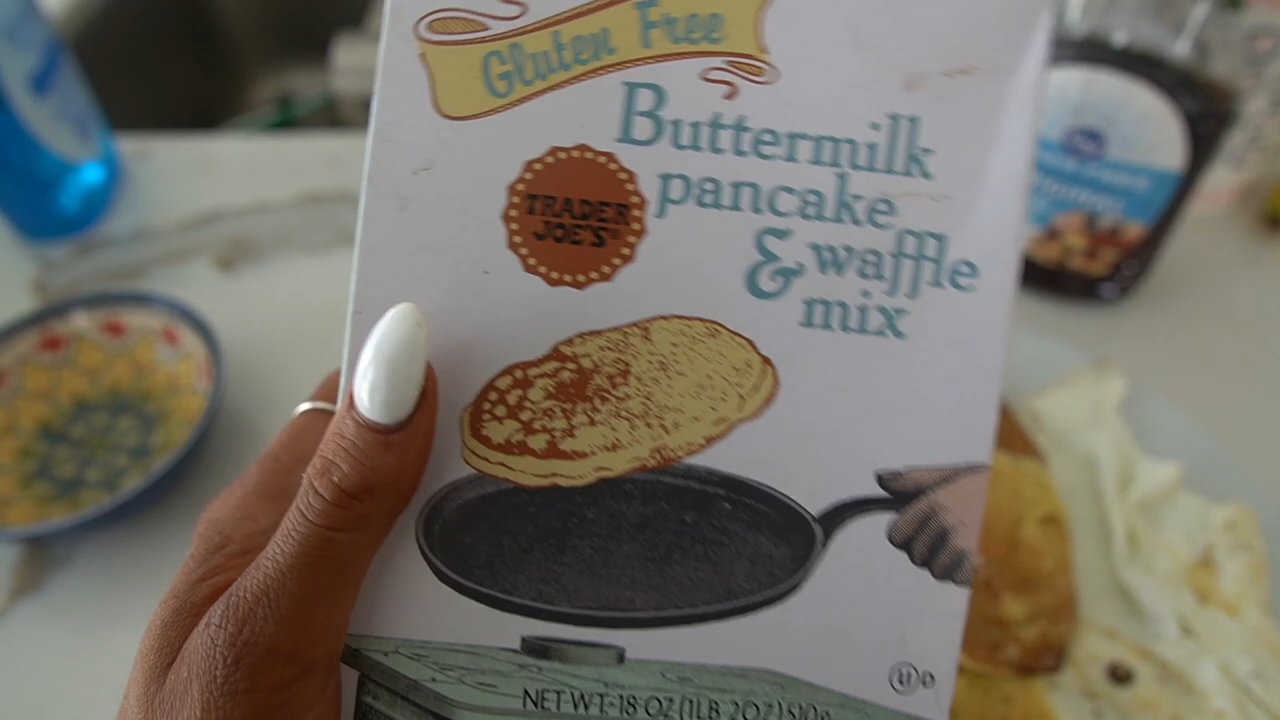 Gluten Free
Buttermilk
pancake
& waffle
mix
TRADER
JOE'S®
U D
NET WT·18 OZ (1LB 2OZ) 510g